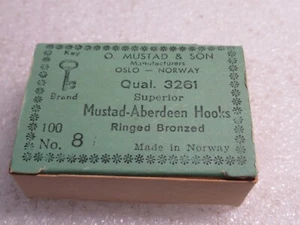 Key
O. MUSTAD & SON
Manufacturers
OSLO — NORWAY
Brand
Qual. 3261
Superior
Mustad-Aberdeen Hooks
Ringed Bronzed
100
No. 8
Made in Norway